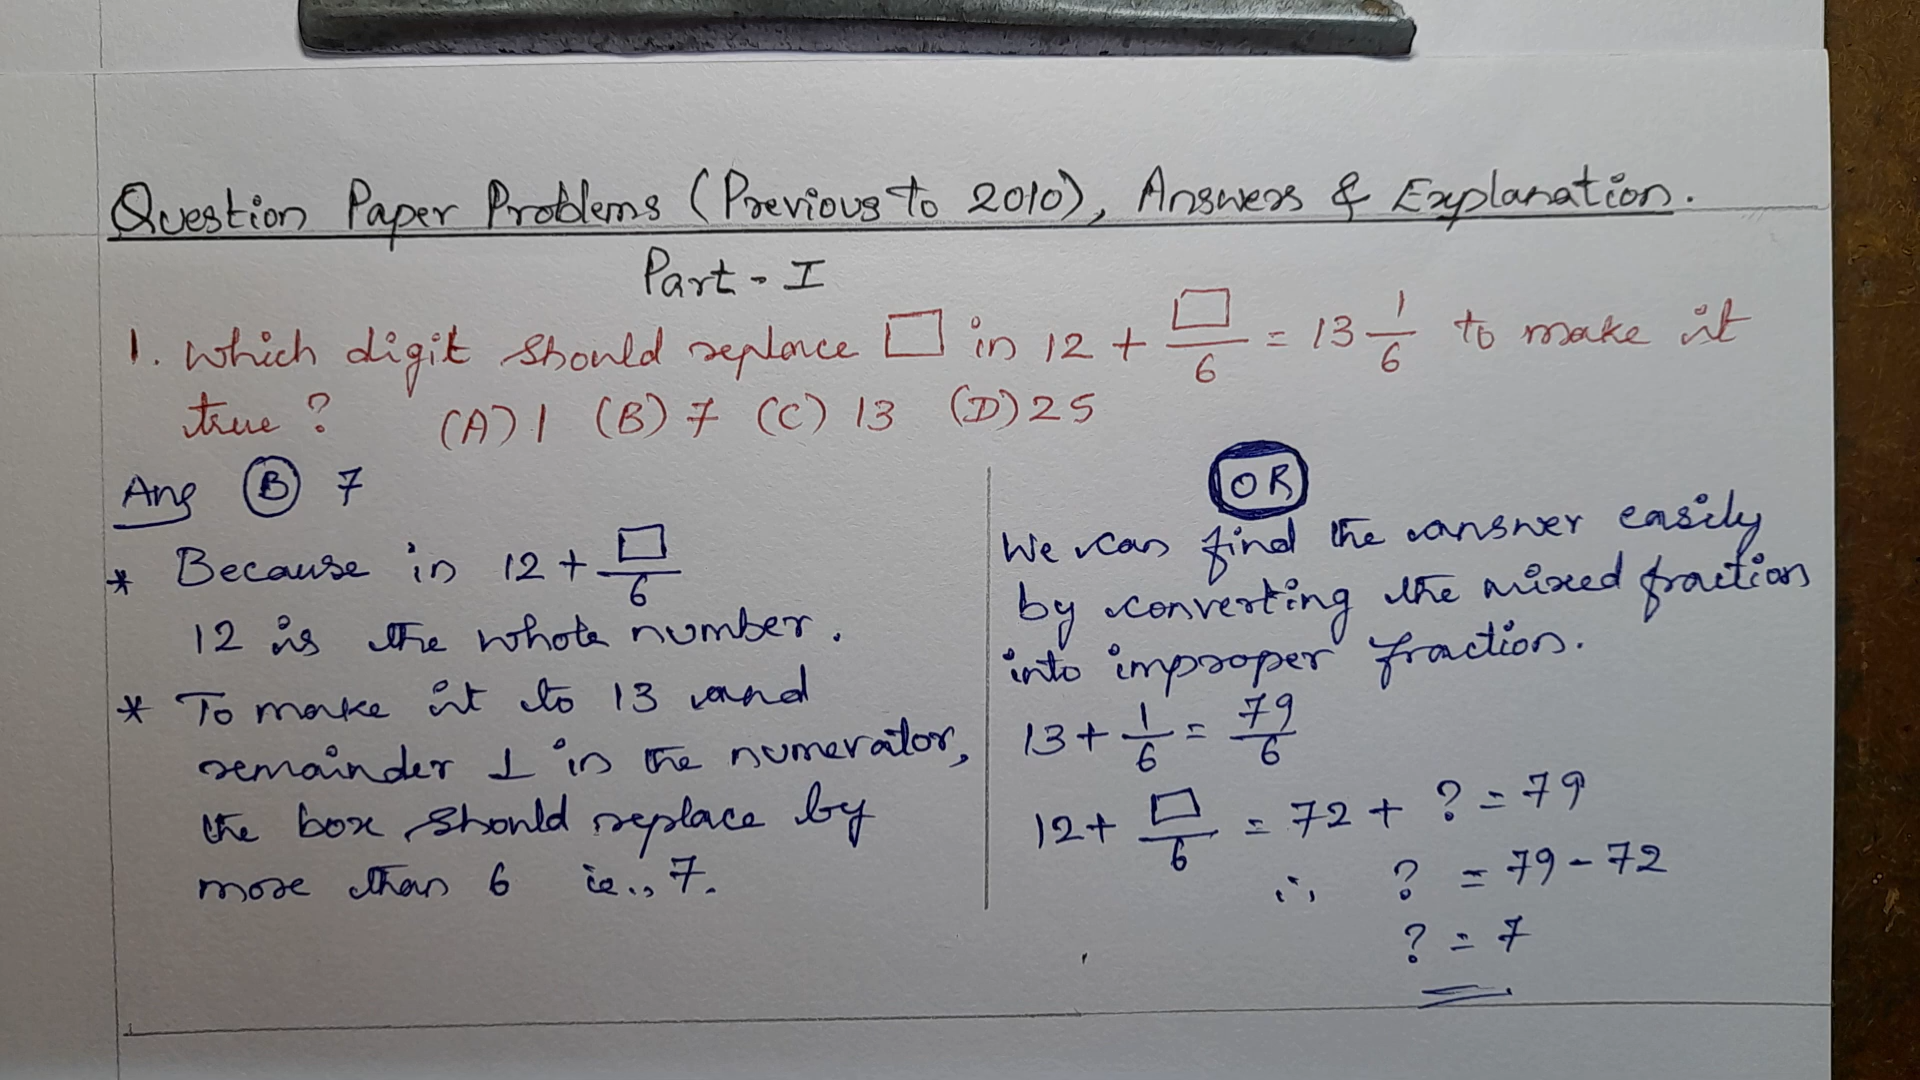 Question Paper Problems (Previous to 2010), Answers & Explanation.
Part - I
1. Which digit should replace □ in 12 + □/6 = 13 1/6 to make it
true? (A) 1 (B) 7 (C) 13 (D) 25
Ans (B) 7
* Because in 12 + □/6
12 is the whole number.
* To make it to 13 and
remainder 1 in the numerator,
the box should replace by
more than 6 ie., 7.
OR
We can find the answer easily
by converting the mixed fraction
into improper fraction.
13 + 1/6 = 79/6
12 + □/6 = 72 + ? = 79
∴ ? = 79 - 72
? = 7